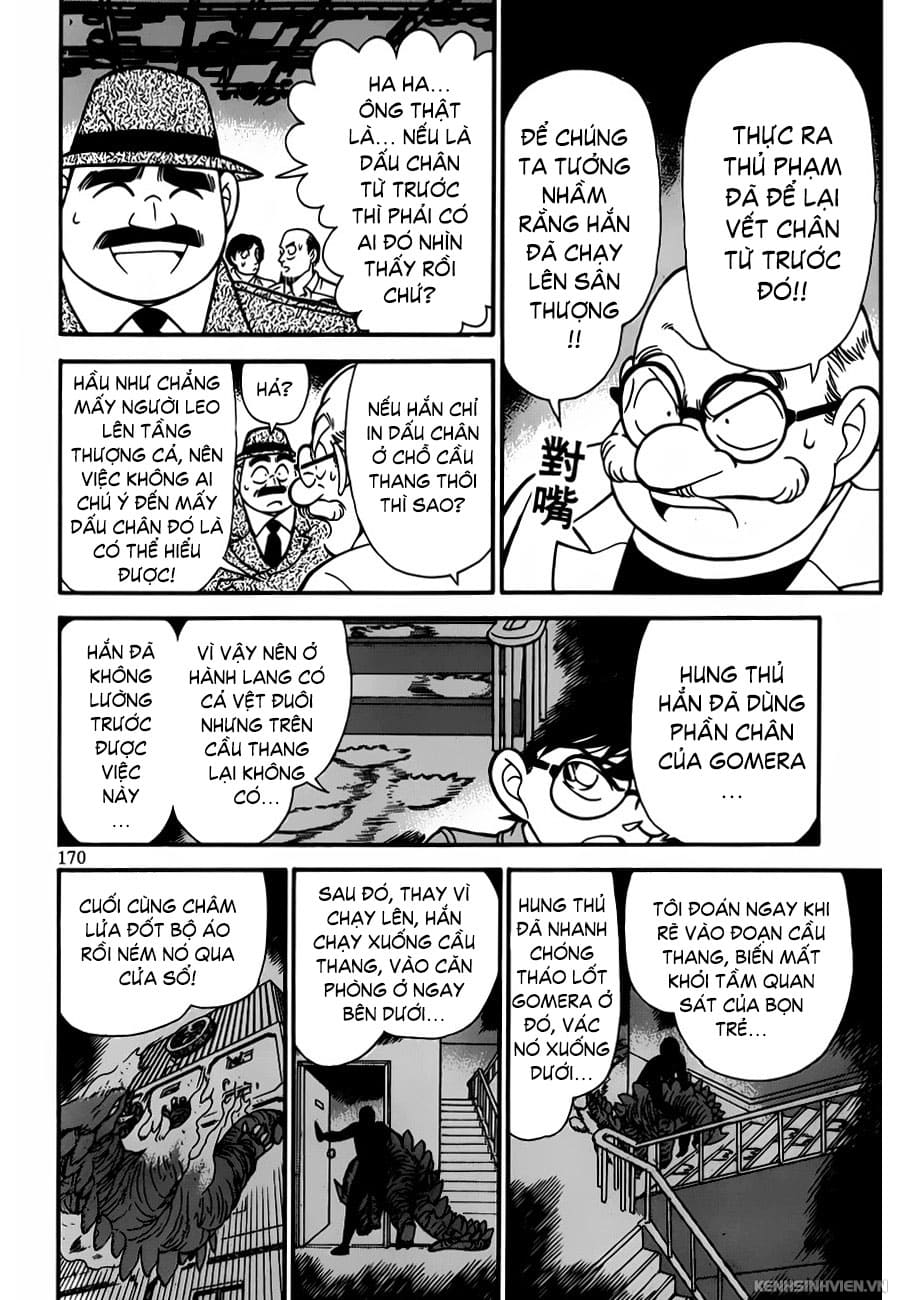 THỰC RA
THỦ PHẠM
ĐÃ ĐỂ LẠI
VẾT CHÂN
TỪ TRƯỚC
ĐÓ!!
ĐỂ CHÚNG
TA TƯỚNG
NHẦM
RẰNG HẮN
ĐÃ CHẠY
LÊN SÂN
THƯỢNG
!!
對嘴
HA HA...
ÔNG THẬT
LÀ... NẾU LÀ
DẤU CHÂN
TỪ TRƯỚC
THÌ PHẢI CÓ
AI ĐÓ NHÌN
THẤY RỒI
CHỨ?
NẾU HẮN CHỈ
IN DẤU CHÂN
Ở CHỖ CẦU
THANG THÔI
THÌ SAO?
HẢ?
HẦU NHƯ CHẲNG
MẤY NGƯỜI LEO
LÊN TẦNG
THƯỢNG CẢ, NÊN
VIỆC KHÔNG AI
CHÚ Ý ĐẾN MẤY
DẤU CHÂN ĐÓ LÀ
CÓ THỂ HIỂU
ĐƯỢC!
HUNG THỦ
HẮN ĐÃ DÙNG
PHẦN CHÂN
CỦA GOMERA
...
VÌ VẬY NÊN Ở
HÀNH LANG CÓ
CẢ VỆT ĐUÔI
NHƯNG TRÊN
CẦU THANG
LẠI KHÔNG
CÓ...
HẮN ĐÃ
KHÔNG
LƯỜNG
TRƯỚC
ĐƯỢC
VIỆC
NÀY
...
170
TÔI ĐOÁN NGAY KHI
RẼ VÀO ĐOẠN CẦU
THANG, BIẾN MẤT
KHỎI TẦM QUAN
SÁT CỦA BỌN
TRẺ...
HUNG THỦ
ĐÃ NHANH
CHÓNG
THÁO LỐT
GOMERA Ở
ĐÓ, VÁC
NÓ XUỐNG
DƯỚI...
SAU ĐÓ, THAY VÌ
CHẠY LÊN, HẮN
CHẠY XUỐNG CẦU
THANG, VÀO CĂN
PHÒNG Ở NGAY
BÊN DƯỚI...
CUỐI CÙNG CHÂM
LỬA ĐỐT BỘ ÁO
RỒI NÉM NÓ QUA
CỬA SỔ!
KENHSINHVIEN.VN